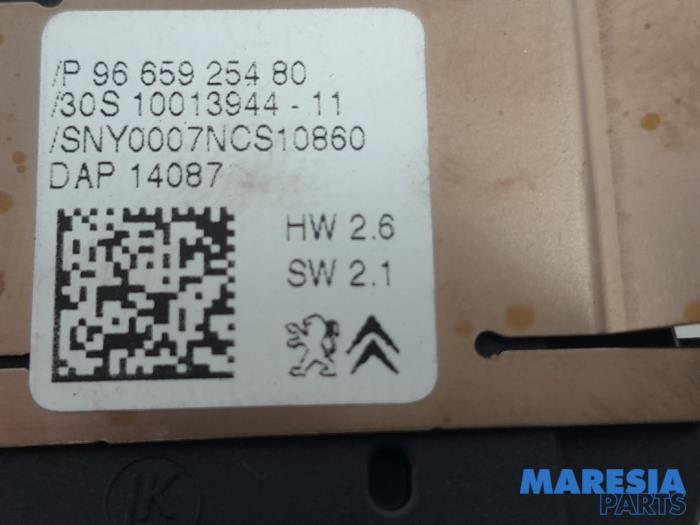 /P 96 659 254 80
/30S 10013944 - 11
/SNY0007NCS10860
DAP 14087
HW 2.6
SW 2.1
K
MARESIA
PARTS